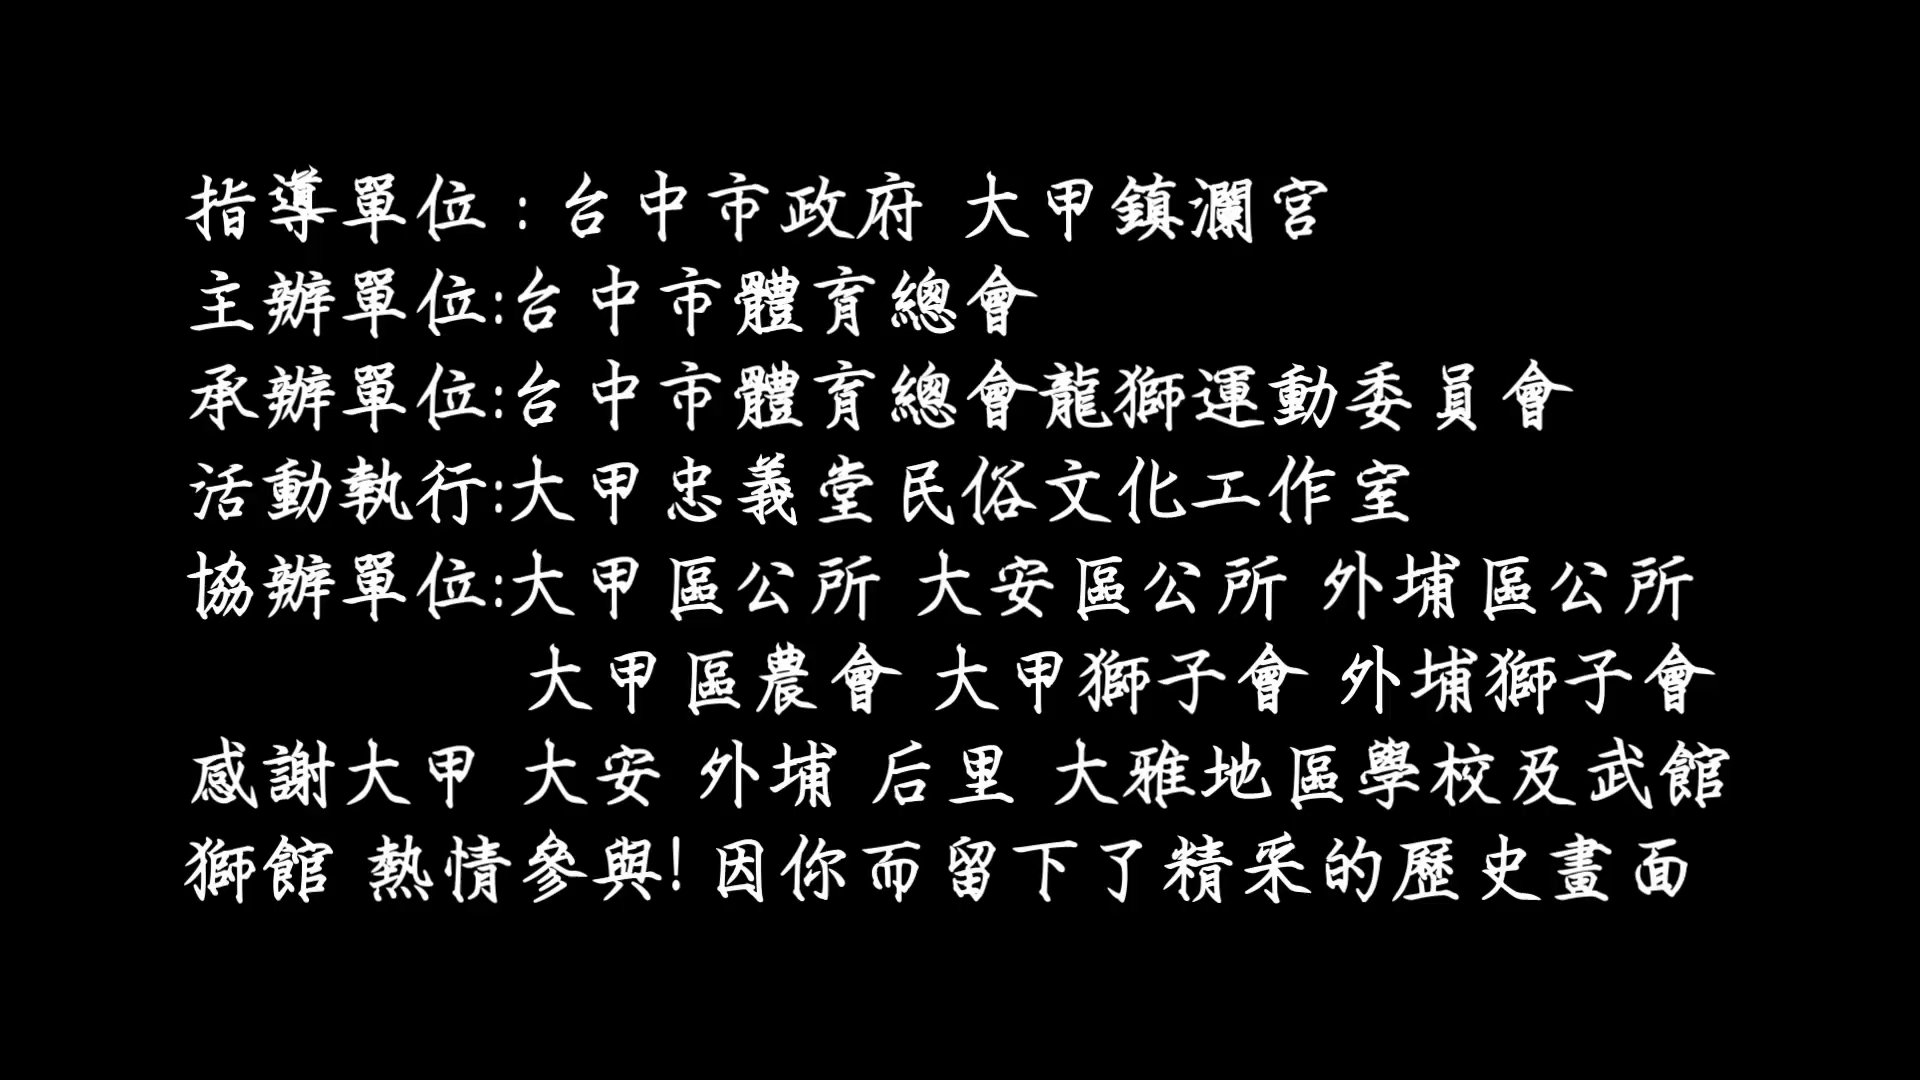 指導單位：台中市政府 大甲鎮瀾宮
主辦單位:台中市體育總會
承辦單位:台中市體育總會龍獅運動委員會
活動執行:大甲忠義堂民俗文化工作室
協辦單位:大甲區公所 大安區公所 外埔區公所
大甲區農會 大甲獅子會 外埔獅子會
感謝大甲 大安 外埔 后里 大雅地區學校及武館
獅館 熱情參與! 因你而留下了精采的歷史畫面